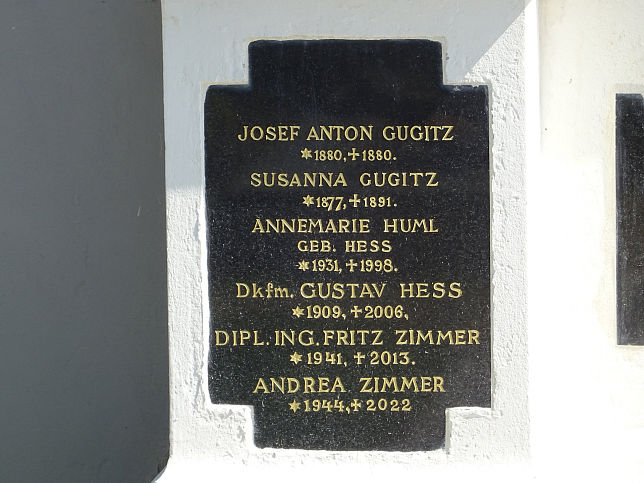 JOSEF ANTON GUGITZ
*1880,+1880.
SUSANNA GUGITZ
*1877,+1891.
ANNEMARIE HUML
GEB. HESS
*1931,+1998.
Dkfm. GUSTAV HESS
*1909,+2006,
DIPL.ING.FRITZ ZIMMER
*1941,+2013.
ANDREA ZIMMER
*1944,+2022